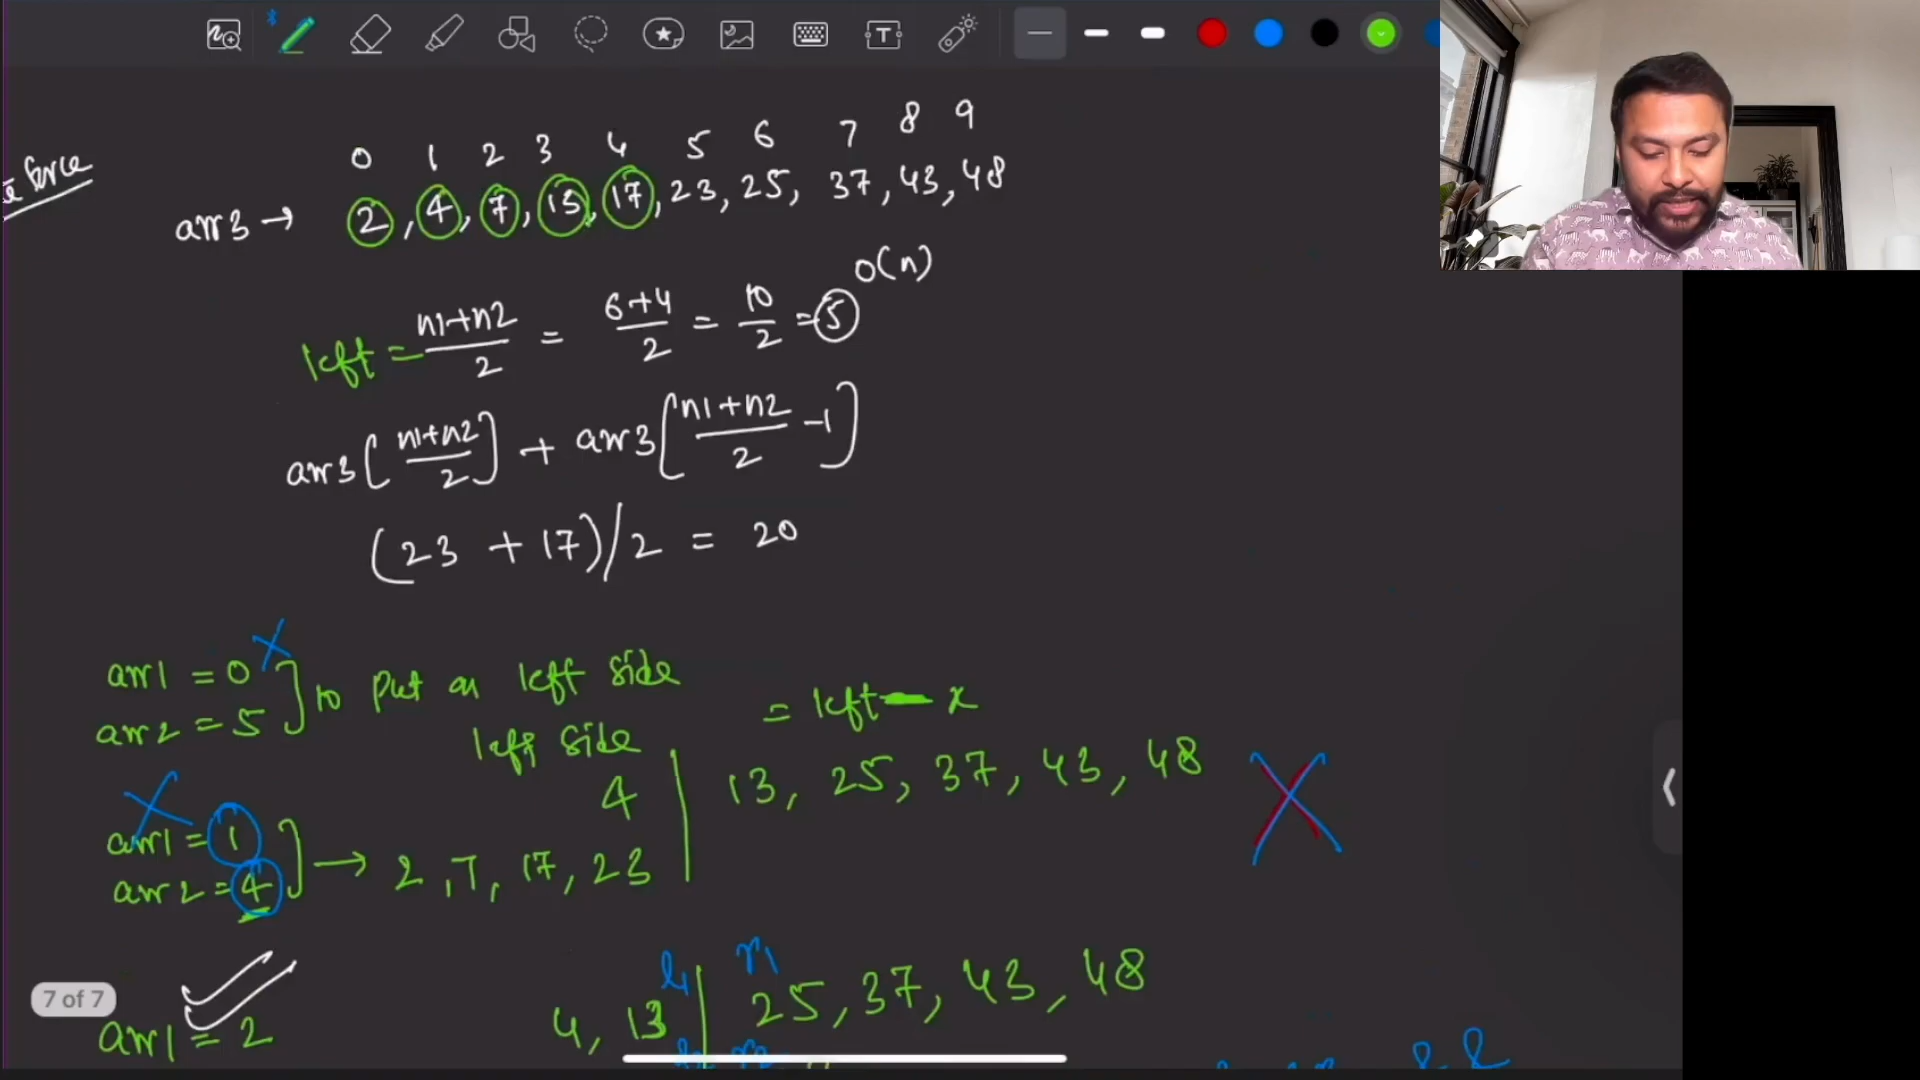 0 1 2 3 4 5 6 7 8 9
force
arr3 → 2, 4, 7, 13, 17, 23, 25, 37, 43, 48
O(n)
left = n1+n2/2 = 6+4/2 = 10/2 = 5
arr3[n1+n2/2] + arr3[n1+n2/2 -1]
(23 + 17)/2 = 20
arr1 = 0 X
arr2 = 5 ] to put on left side
= left - x
left side
4 | 13, 25, 37, 43, 48 X
X
arr1 = 1
arr2 = 4 ] → 2, 7, 17, 23
l1 r1
4, 13 | 25, 37, 43, 48
7 of 7
arr1 = 2